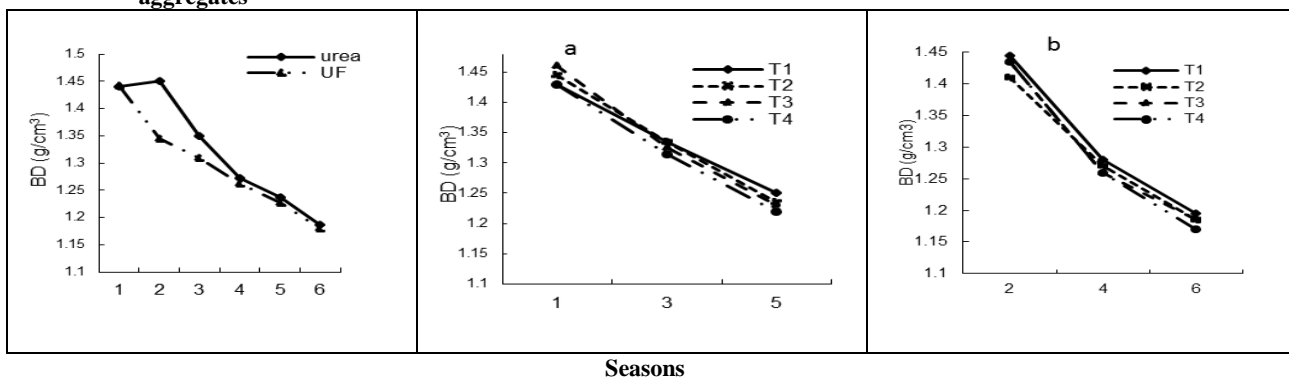 aggregates
urea
UF
1.5
1.45
1.4
1.35
1.3
1.25
1.2
1.15
1.1
BD (g/cm³)
1 2 3 4 5 6
a
T1
T2
T3
T4
1.45
1.4
1.35
1.3
1.25
1.2
1.15
1.1
BD (g/cm³)
1 3 5
b
T1
T2
T3
T4
1.45
1.4
1.35
1.3
1.25
1.2
1.15
1.1
BD (g/cm3)
2 4 6
Seasons